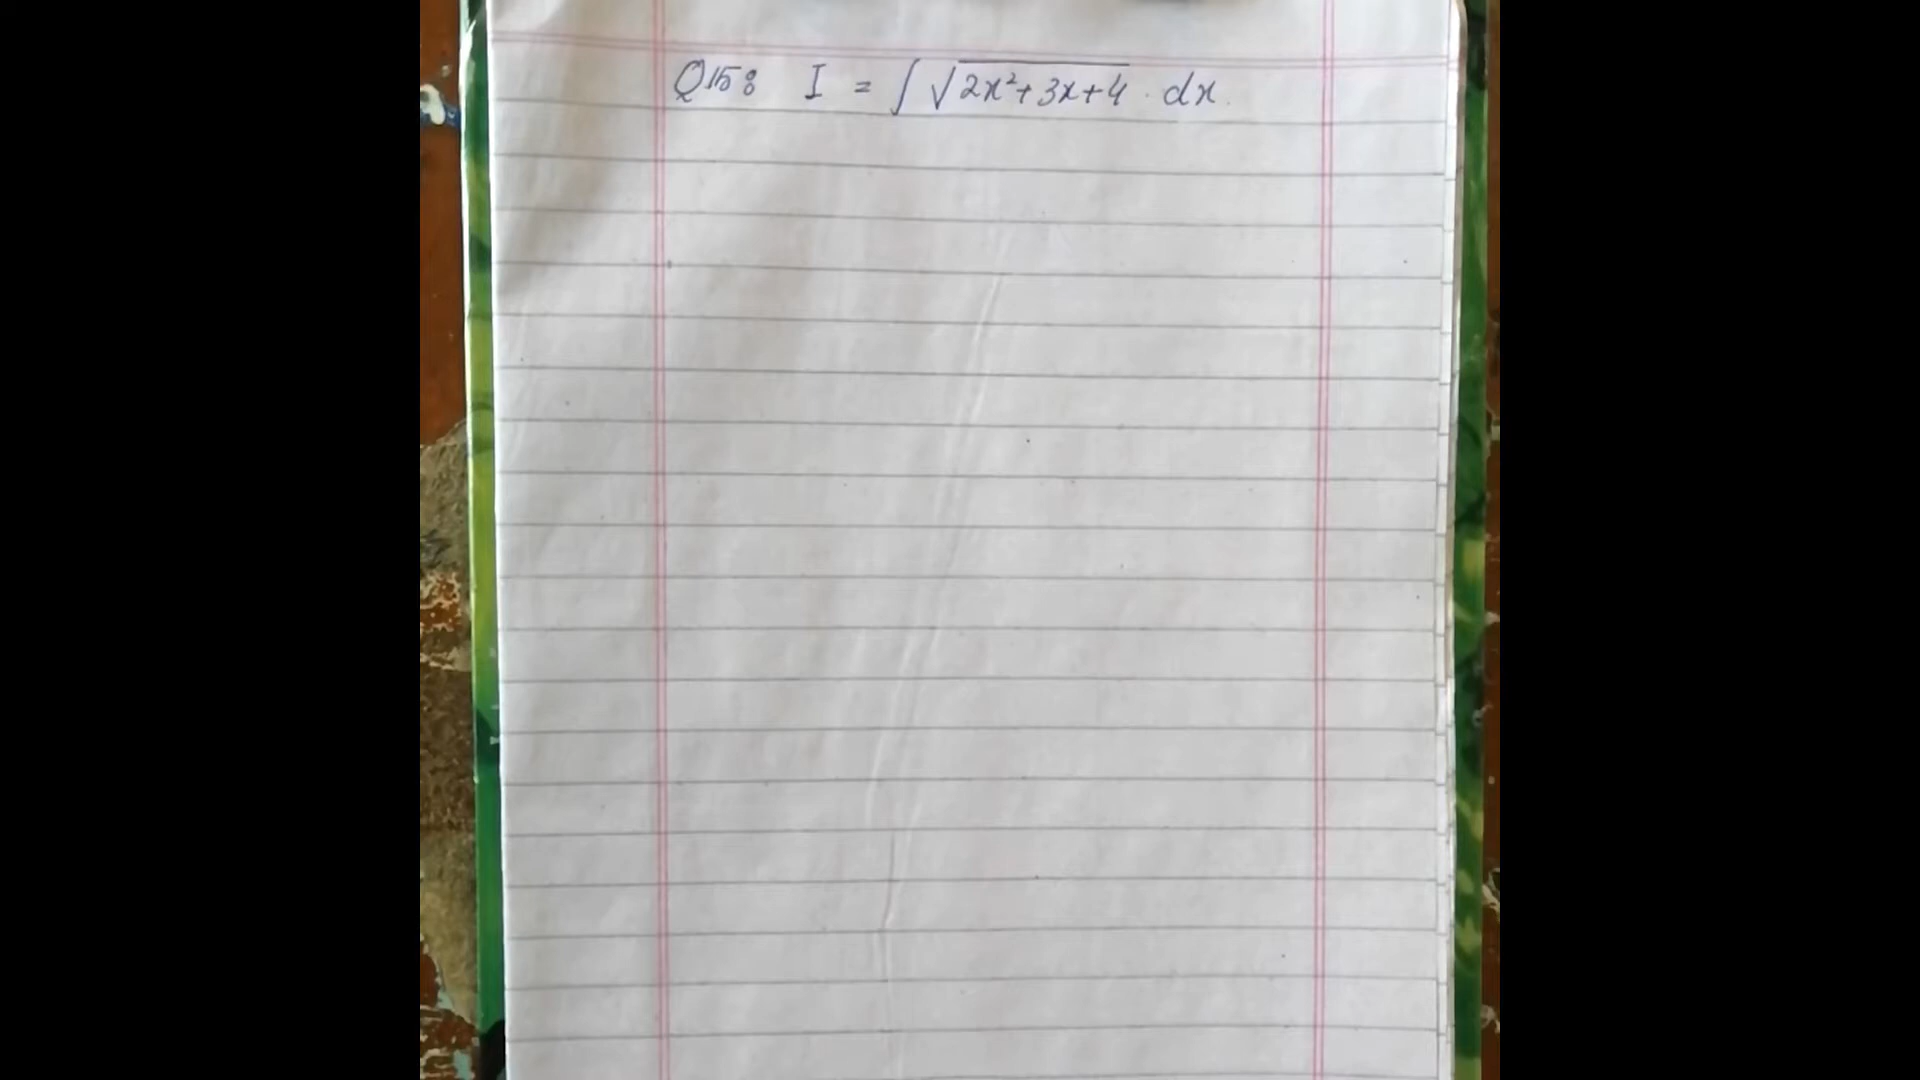 Q15: I = ∫ √2x²+3x+4 . dx.